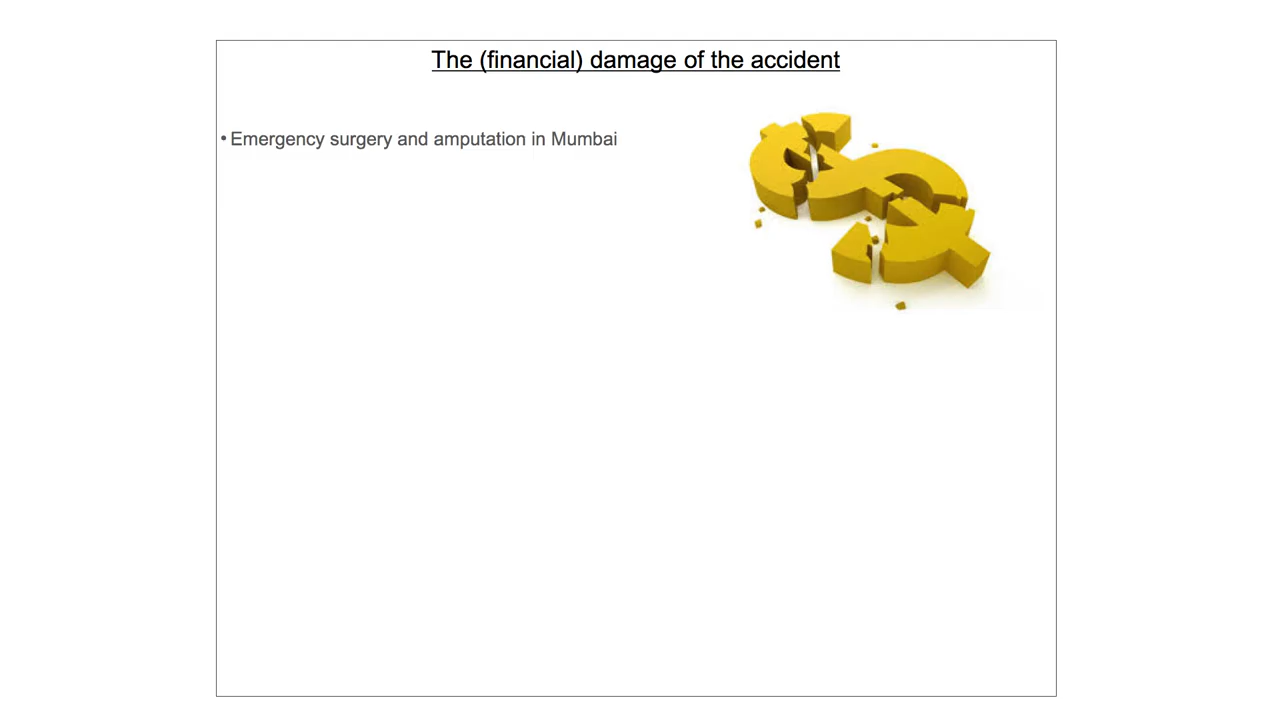 The (financial) damage of the accident
• Emergency surgery and amputation in Mumbai